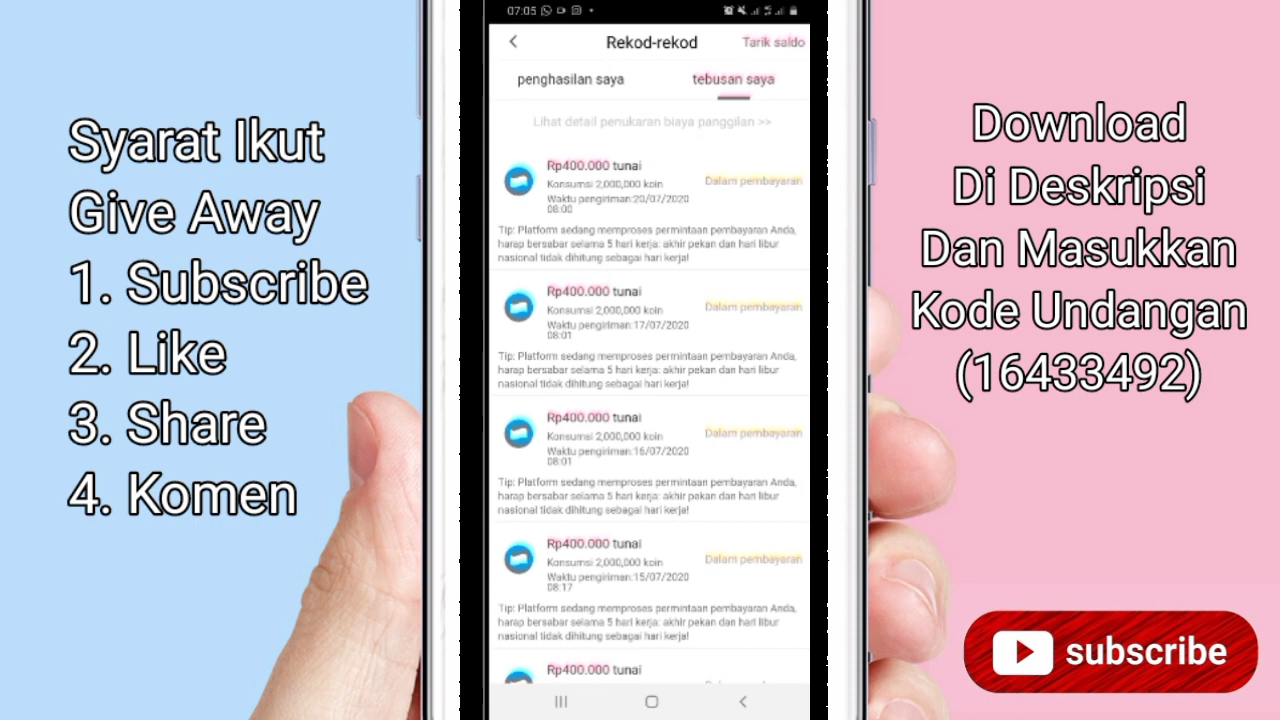 Syarat Ikut
Give Away
1. Subscribe
2. Like
3. Share
4. Komen
07:05
Rekod-rekod
Tarik saldo
penghasilan saya
tebusan saya
Lihat detail penukaran biaya panggilan >>
Rp400.000 tunai
Konsumsi 2,000,000 koin
Dalam pembayaran
Waktu pengiriman:20/07/2020
08:00
Tip: Platform sedang memproses permintaan pembayaran Anda,
harap bersabar selama 5 hari kerja: akhir pekan dan hari libur
nasional tidak dihitung sebagai hari kerja!
Rp400.000 tunai
Konsumsi 2,000,000 koin
Dalam pembayaran
Waktu pengiriman:17/07/2020
08:01
Tip: Platform sedang memproses permintaan pembayaran Anda,
harap bersabar selama 5 hari kerja: akhir pekan dan hari libur
nasional tidak dihitung sebagai hari kerja!
Rp400.000 tunai
Konsumsi 2,000,000 koin
Dalam pembayaran
Waktu pengiriman:16/07/2020
08:01
Tip: Platform sedang memproses permintaan pembayaran Anda,
harap bersabar selama 5 hari kerja: akhir pekan dan hari libur
nasional tidak dihitung sebagai hari kerja!
Rp400.000 tunai
Konsumsi 2,000,000 koin
Dalam pembayaran
Waktu pengiriman:15/07/2020
08:17
Tip: Platform sedang memproses permintaan pembayaran Anda,
harap bersabar selama 5 hari kerja: akhir pekan dan hari libur
nasional tidak dihitung sebagai hari kerja!
Rp400.000 tunai
Download
Di Deskripsi
Dan Masukkan
Kode Undangan
(16433492)
subscribe